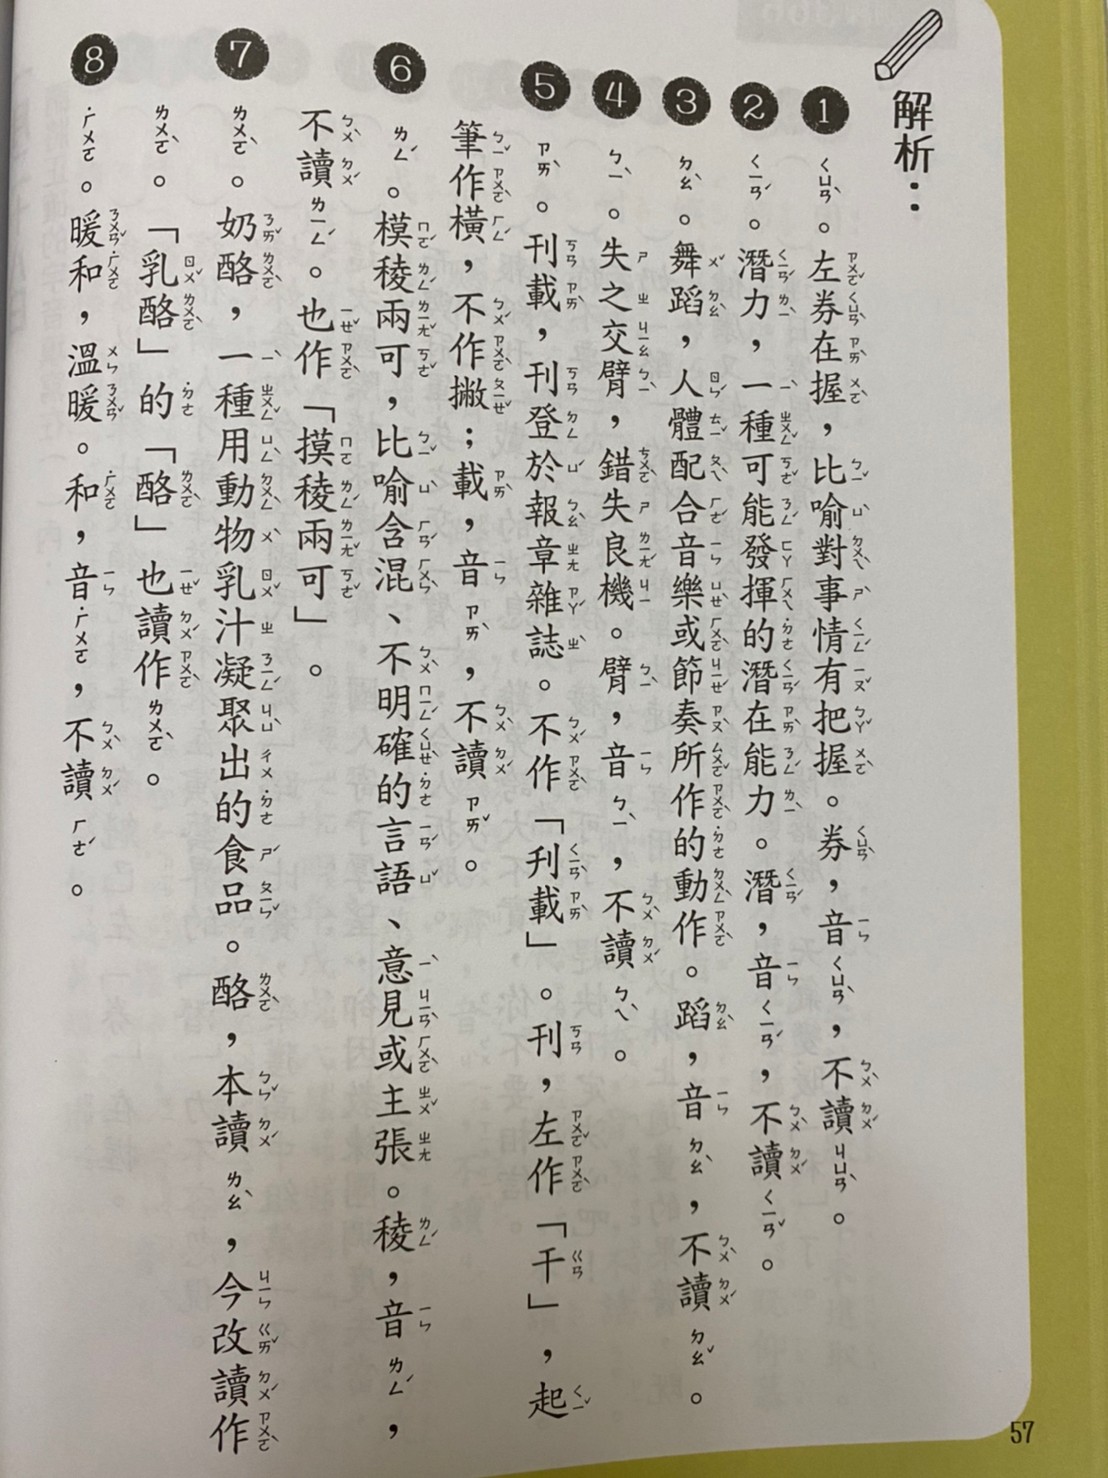 解析：
1 ㄑㄩㄢˋ。左券在握，比喻對事情有把握。券，音ㄑㄩㄢˋ，不讀ㄐㄩㄢˋ。
2 ㄑㄧㄢˊ。潛力，一種可能發揮的潛在能力。潛，音ㄑㄧㄢˊ，不讀ㄑㄧㄢˇ。
3 ㄉㄠˋ。舞蹈，人體配合音樂或節奏所作的動作。蹈，音ㄉㄠˋ，不讀ㄉㄠˇ。
4 ㄅㄧˋ。失之交臂，錯失良機。臂，音ㄅㄧˋ，不讀ㄅㄟˋ。
5 ㄗㄞˋ。刊載，刊登於報章雜誌。不作「刋載」。刊，左作「干」，起
筆作橫，不作撇；載，音ㄗㄞˋ，不讀ㄗㄞˇ。
6 ㄌㄥˊ。模稜兩可，比喻含混、不明確的言語、意見或主張。稜，音ㄌㄥˊ，
不讀ㄌㄧㄥˊ。也作「摸稜兩可」。
7 ㄌㄨㄛˋ。奶酪，一種用動物乳汁凝聚出的食品。酪，本讀ㄌㄠˋ，今改讀作
ㄌㄨㄛˋ。「乳酪」的「酪」也讀作ㄌㄨㄛˋ。
8 ˙ㄏㄨㄛ。暖和，溫暖。和，音˙ㄏㄨㄛ，不讀ㄏㄜˊ。
57